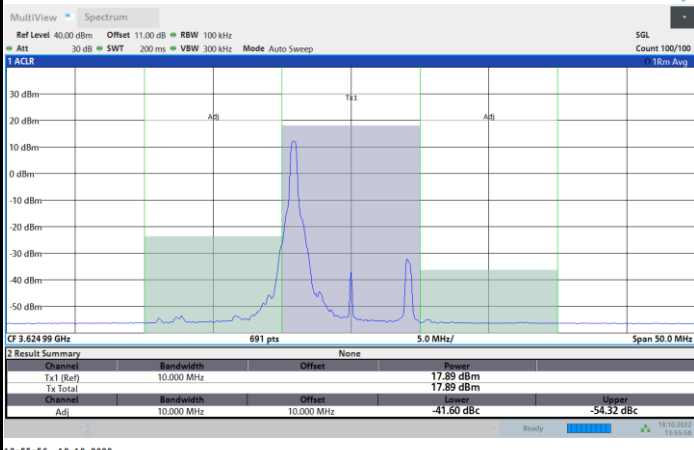 MultiView Spectrum
Ref Level 40.00 dBm Offset 11.00 dB RBW 100 kHz SGL
Att 30 dB SWT 200 ms VBW 300 kHz Mode Auto Sweep Count 100/100
1 ACLR 1Rm Avg
30 dBm
Tx1
20 dBm Adj Adj
10 dBm
0 dBm
-10 dBm
-20 dBm
-30 dBm
-40 dBm
-50 dBm
CF 3.624 99 GHz 691 pts 5.0 MHz/ Span 50.0 MHz
2 Result Summary None
Channel Bandwidth Offset Power
Tx1 (Ref) 10.000 MHz 17.89 dBm
Tx Total 17.89 dBm
Channel Bandwidth Offset Lower Upper
Adj 10.000 MHz 10.000 MHz -41.60 dBc -54.32 dBc
Ready 19.10.2022
13:55:56